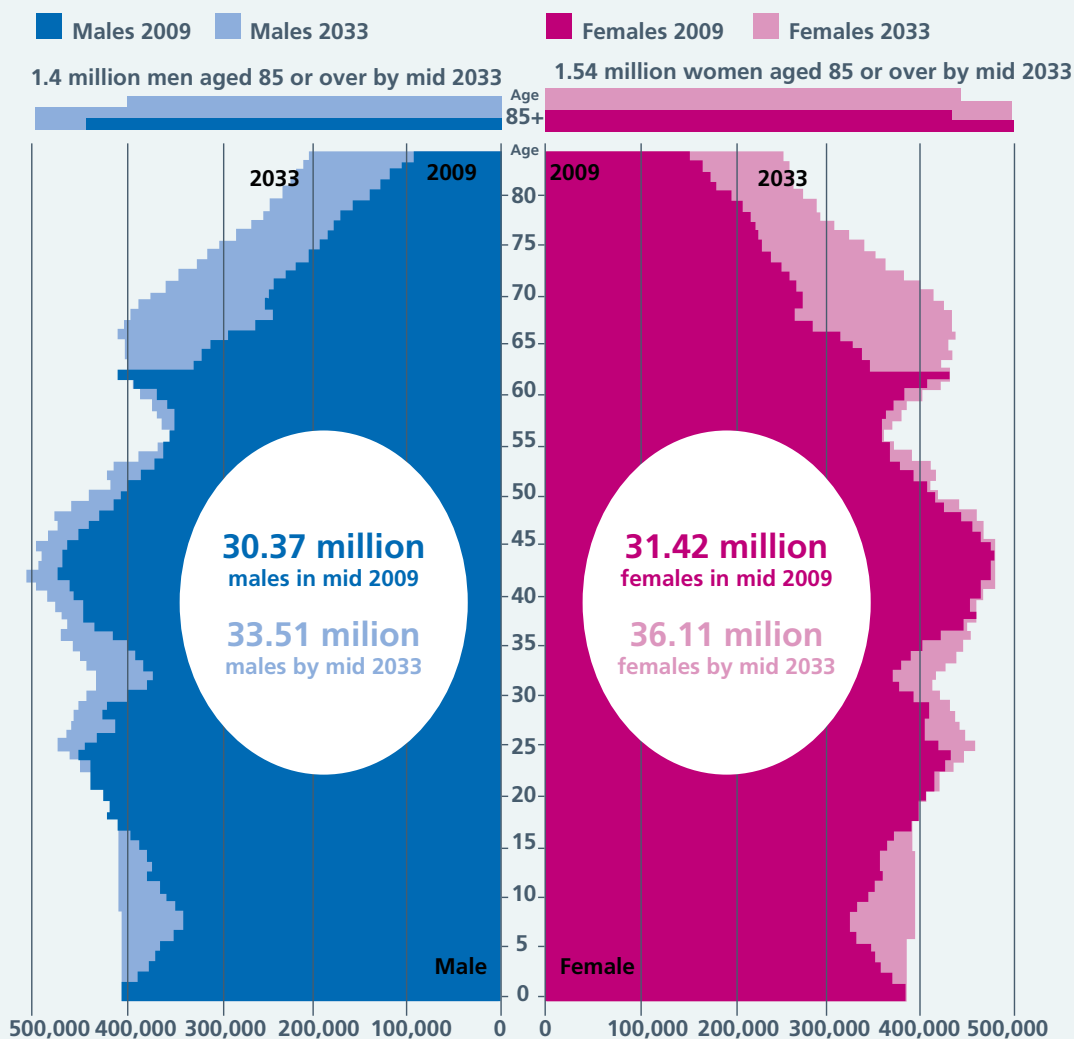 Males 2009 Males 2033 Females 2009 Females 2033
1.4 million men aged 85 or over by mid 2033
1.54 million women aged 85 or over by mid 2033
Age
85+
Age
2033
2009
2009
2033
80
75
70
65
60
55
50
45
40
35
30
25
20
15
10
5
0
30.37 million
males in mid 2009
33.51 milion
males by mid 2033
31.42 million
females in mid 2009
36.11 milion
females by mid 2033
Male
Female
500,000 400,000 300,000 200,000 100,000 0
0 100,000 200,000 300,000 400,000 500,000